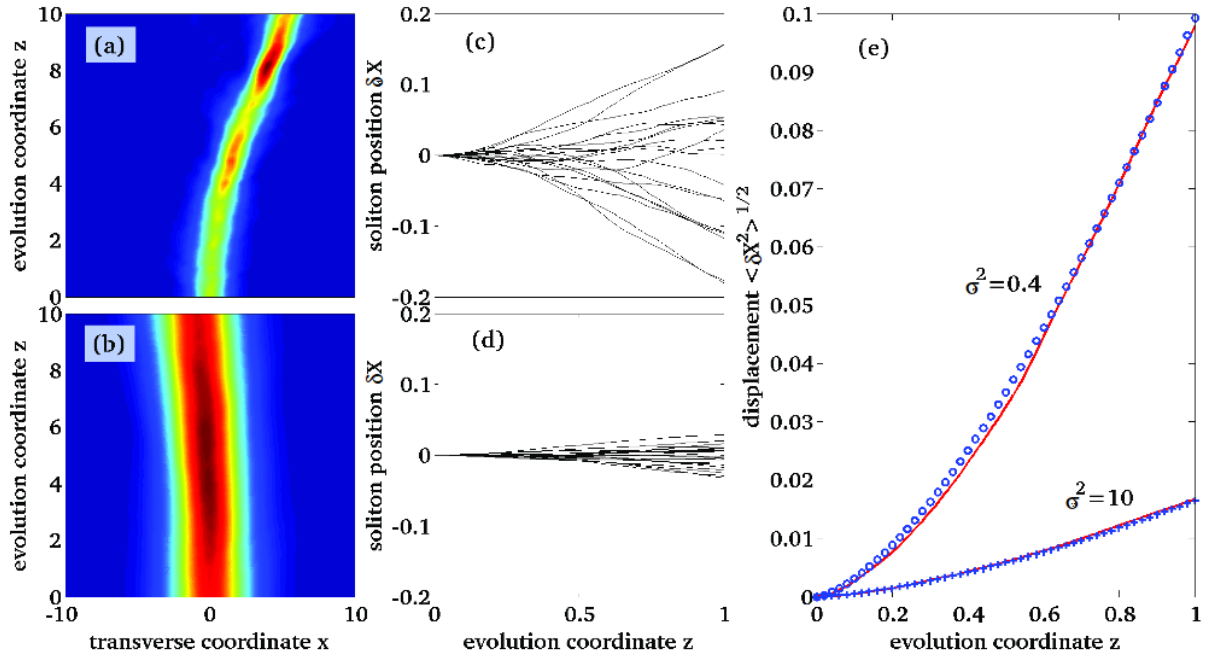 (a)
evolution coordinate z
10
8
6
4
2
0
(b)
evolution coordinate z
10
8
6
4
2
0
-10
0
10
transverse coordinate x
(c)
soliton position δX
0.2
0.1
0
-0.1
-0.2
(d)
soliton position δX
0.2
0.1
0
-0.1
-0.2
0.5
1
evolution coordinate z
(e)
displacement <δX²>^1/2
0.1
0.09
0.08
0.07
0.06
0.05
0.04
0.03
0.02
0.01
0
σ²=0.4
σ²=10
0
0.2
0.4
0.6
0.8
1
evolution coordinate z